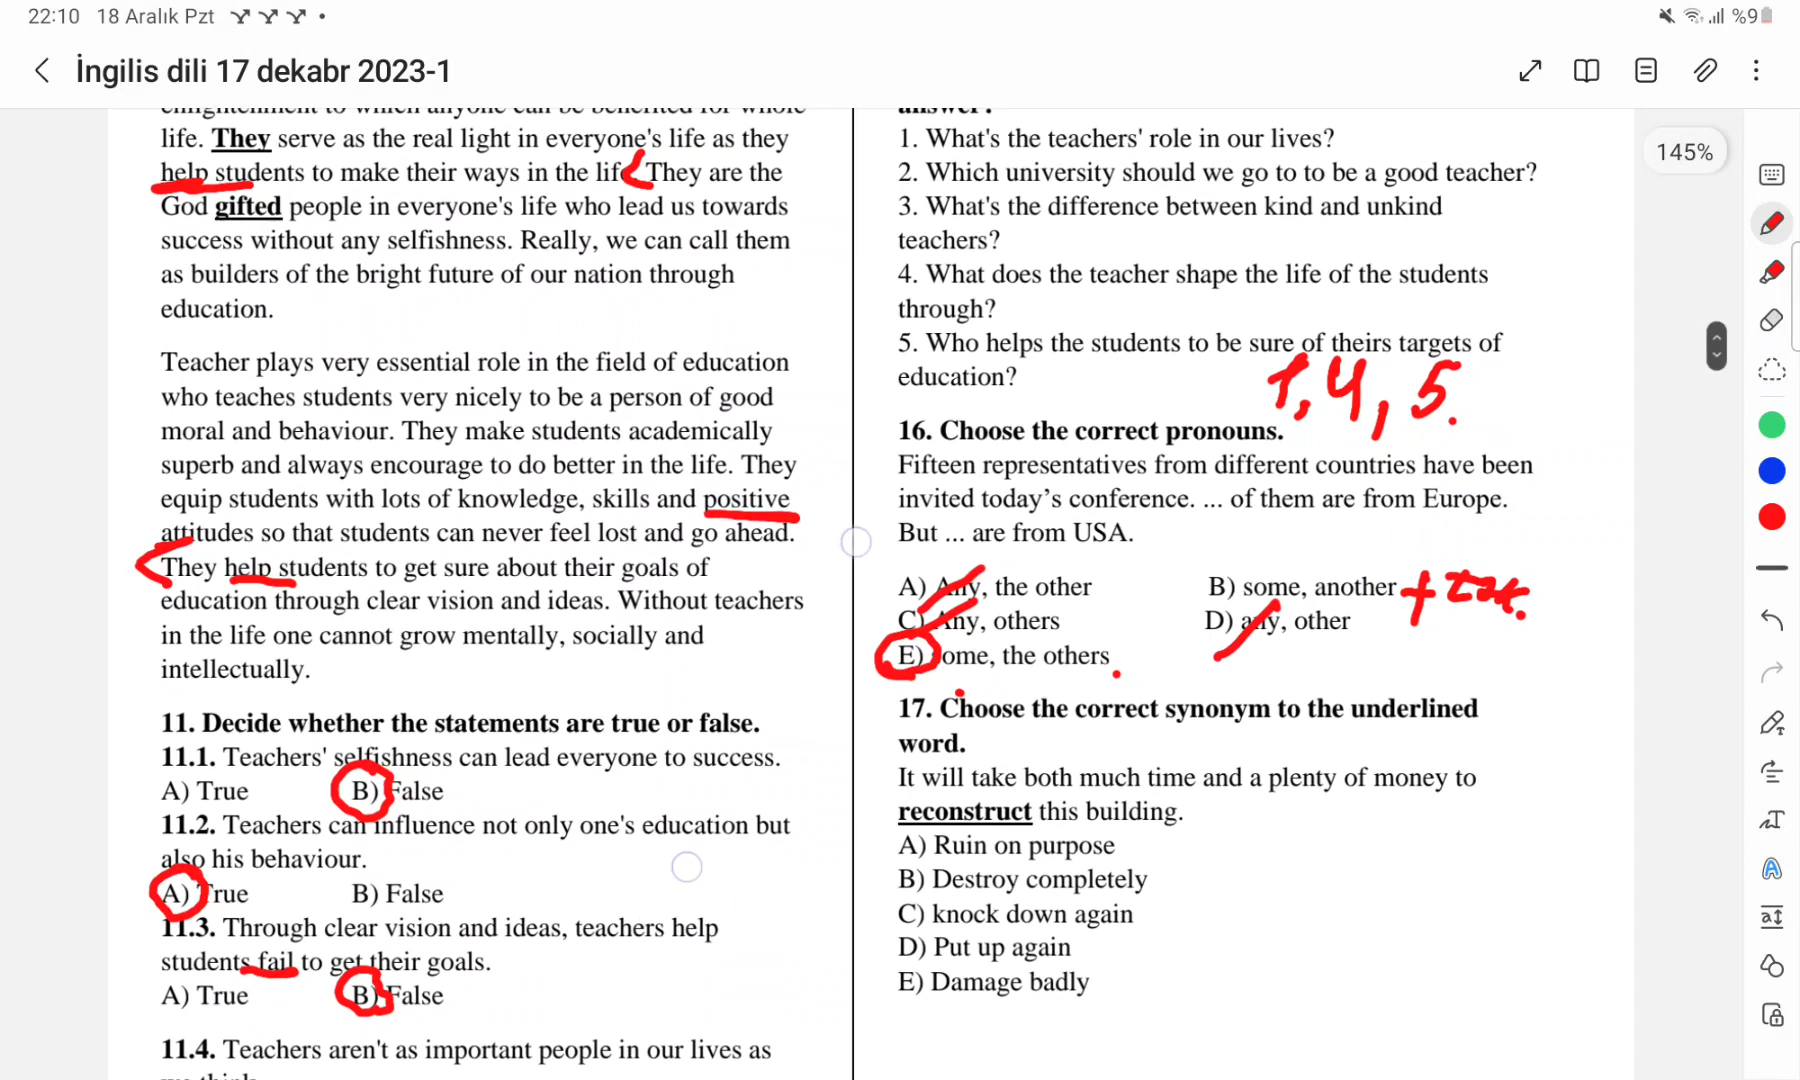 22:10 18 Aralık Pzt
%9
İngilis dili 17 dekabr 2023-1
145%
enlightenment to which anyone can be benefited for whole
life. They serve as the real light in everyone's life as they
help students to make their ways in the life. They are the
God gifted people in everyone's life who lead us towards
success without any selfishness. Really, we can call them
as builders of the bright future of our nation through
education.
Teacher plays very essential role in the field of education
who teaches students very nicely to be a person of good
moral and behaviour. They make students academically
superb and always encourage to do better in the life. They
equip students with lots of knowledge, skills and positive
attitudes so that students can never feel lost and go ahead.
They help students to get sure about their goals of
education through clear vision and ideas. Without teachers
in the life one cannot grow mentally, socially and
intellectually.
11. Decide whether the statements are true or false.
11.1. Teachers' selfishness can lead everyone to success.
A) True B) False
11.2. Teachers can influence not only one's education but
also his behaviour.
A) True B) False
11.3. Through clear vision and ideas, teachers help
students fail to get their goals.
A) True B) False
11.4. Teachers aren't as important people in our lives as
we think.
answer?
1. What's the teachers' role in our lives?
2. Which university should we go to to be a good teacher?
3. What's the difference between kind and unkind
teachers?
4. What does the teacher shape the life of the students
through?
5. Who helps the students to be sure of theirs targets of
education?
1, 4, 5.
16. Choose the correct pronouns.
Fifteen representatives from different countries have been
invited today’s conference. ... of them are from Europe.
But ... are from USA.
A) Any, the other B) some, another
C) Any, others D) any, other
E) some, the others
17. Choose the correct synonym to the underlined
word.
It will take both much time and a plenty of money to
reconstruct this building.
A) Ruin on purpose
B) Destroy completely
C) knock down again
D) Put up again
E) Damage badly